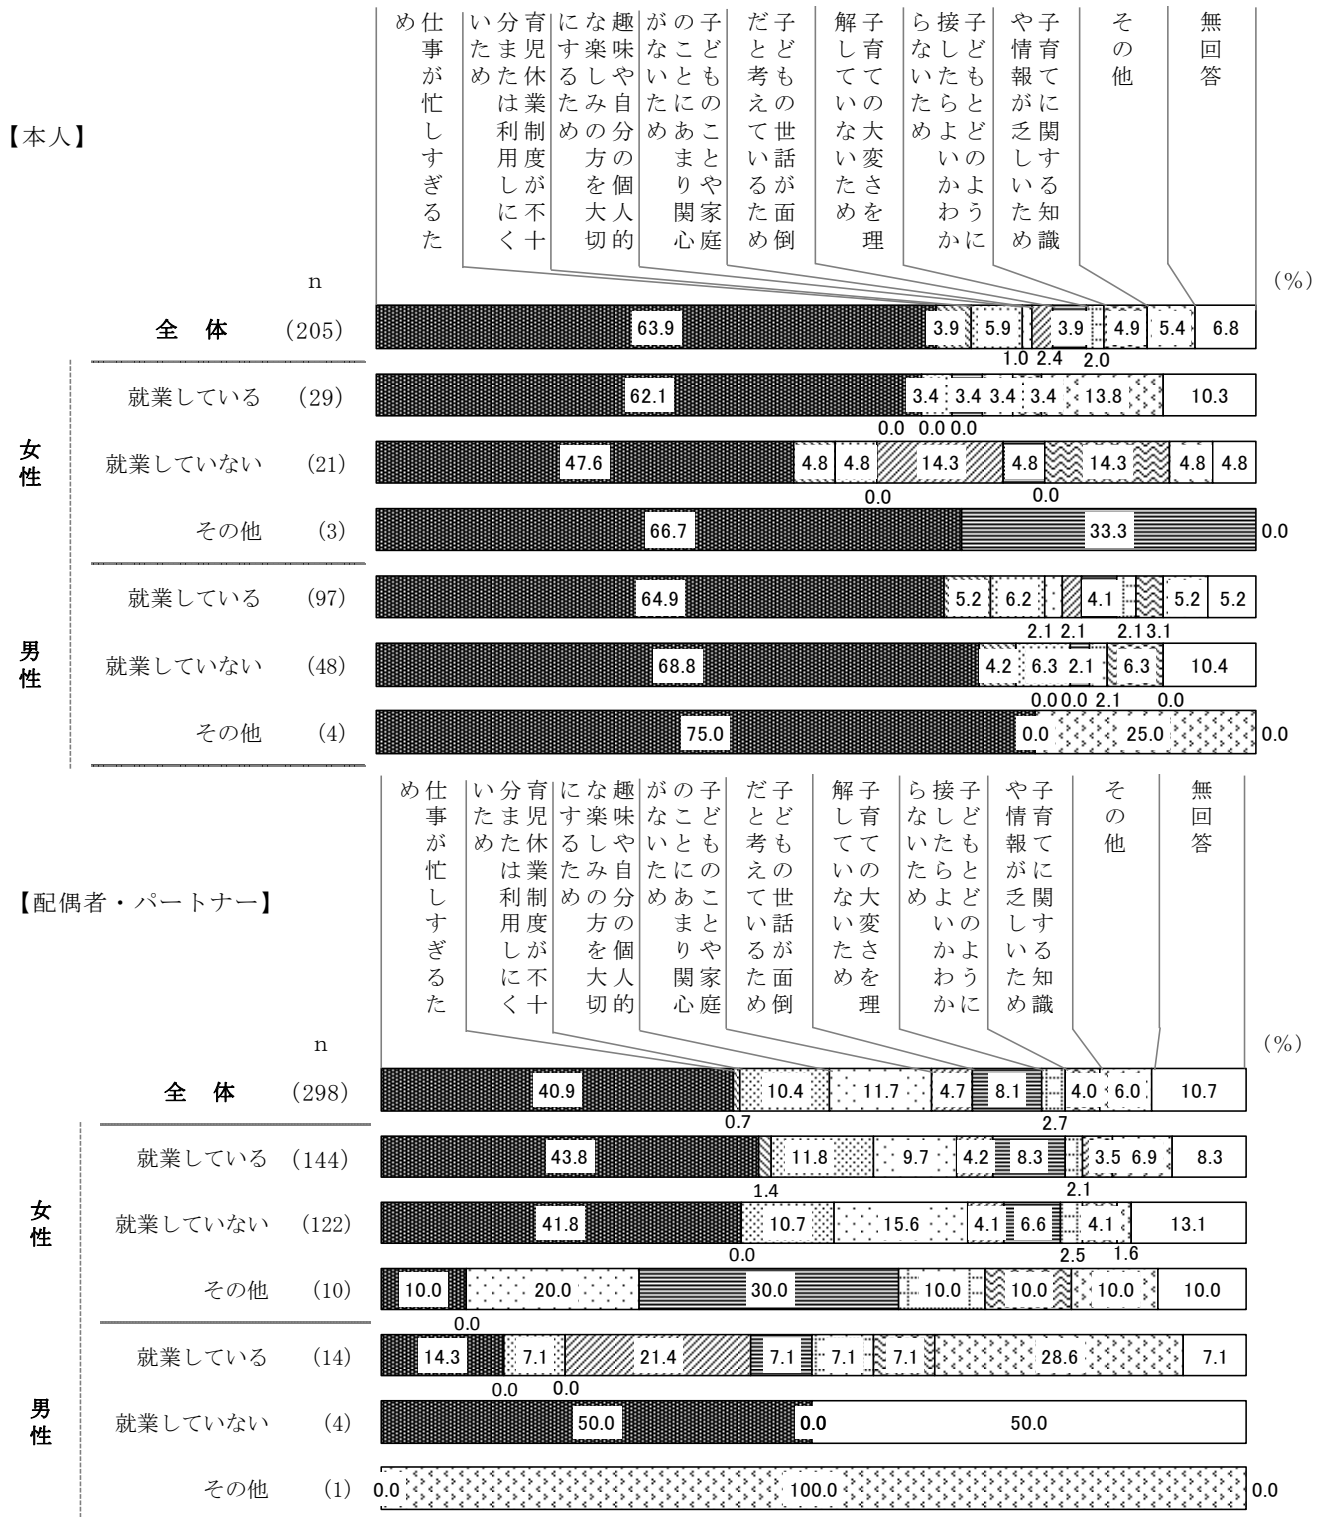 仕事が忙しすぎるた
め
育児休業制度が不十
分または利用しにく
いため
趣味や自分の個人的
な楽しみの方を大切
にするため
子どものことや家庭
のことにあまり関心
がないため
子どもの世話が面倒
だと考えているため
子育ての大変さを理
解していないため
子どもとどのように
接したらよいかわか
らないため
子育てに関する知識
や情報が乏しいため
その他
無回答
【本人】
n
(%)
全 体 (205) 63.9 3.9 5.9 3.9 4.9 5.4 6.8
1.0 2.4 2.0
女性
就業している (29) 62.1 3.4 3.4 3.4 3.4 13.8 10.3
0.0 0.0 0.0
就業していない (21) 47.6 4.8 4.8 14.3 4.8 14.3 4.8 4.8
0.0 0.0
その他 (3) 66.7 33.3 0.0
男性
就業している (97) 64.9 5.2 6.2 4.1 5.2 5.2
2.1 2.1 2.1 3.1
就業していない (48) 68.8 4.2 6.3 2.1 6.3 10.4
0.0 0.0 2.1 0.0
その他 (4) 75.0 0.0 25.0 0.0
仕事が忙しすぎるた
め
育児休業制度が不十
分または利用しにく
いため
趣味や自分の個人的
な楽しみの方を大切
にするため
子どものことや家庭
のことにあまり関心
がないため
子どもの世話が面倒
だと考えているため
子育ての大変さを理
解していないため
子どもとどのように
接したらよいかわか
らないため
子育てに関する知識
や情報が乏しいため
その他
無回答
【配偶者・パートナー】
n
(%)
全 体 (298) 40.9 10.4 11.7 4.7 8.1 4.0 6.0 10.7
0.7 2.7
女性
就業している (144) 43.8 11.8 9.7 4.2 8.3 3.5 6.9 8.3
1.4 2.1
就業していない (122) 41.8 10.7 15.6 4.1 6.6 4.1 13.1
0.0 2.5 1.6
その他 (10) 10.0 20.0 30.0 10.0 10.0 10.0 10.0
0.0
男性
就業している (14) 14.3 7.1 21.4 7.1 7.1 7.1 28.6 7.1
0.0 0.0
就業していない (4) 50.0 0.0 50.0
その他 (1) 0.0 100.0 0.0